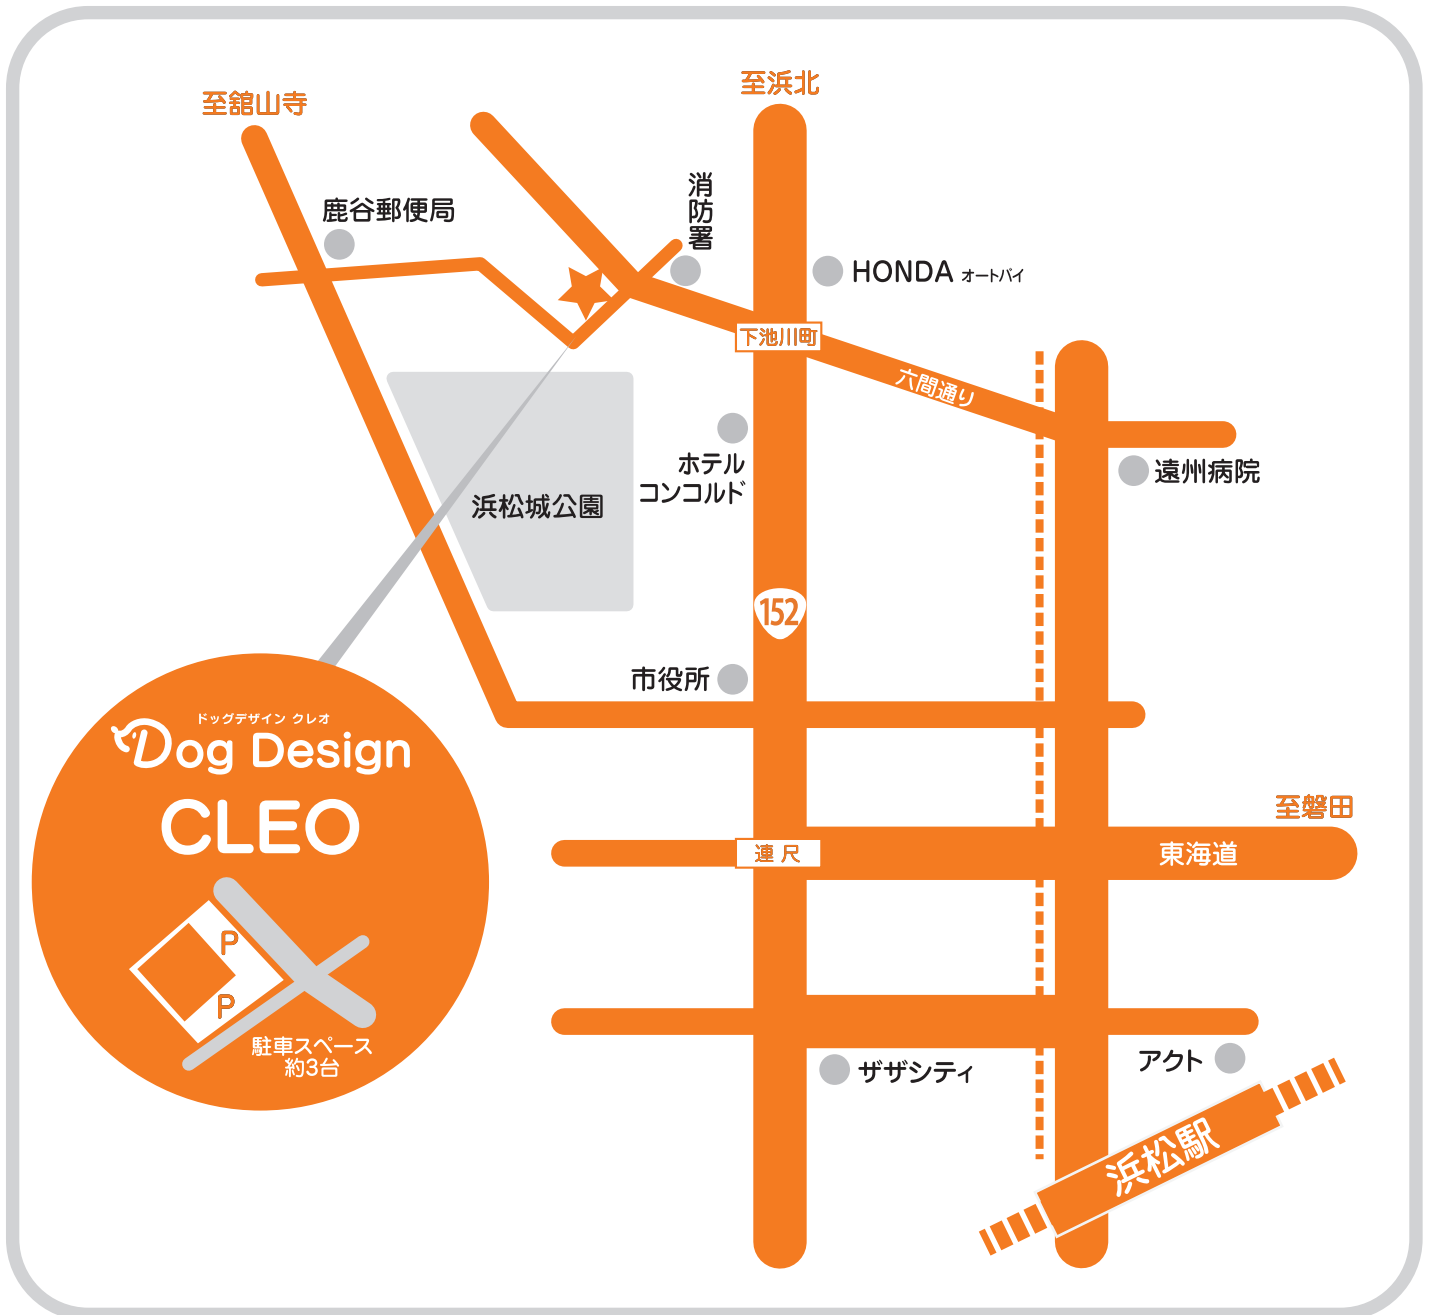 至浜北
至舘山寺
消防署
鹿谷郵便局
HONDA オートバイ
下池川町
六間通り
ホテル
コンコルド
遠州病院
浜松城公園
152
市役所
ドッグデザイン クレオ
Dog Design
CLEO
至磐田
連尺
東海道
P
P
駐車スペース
約3台
ザザシティ
アクト
浜松駅